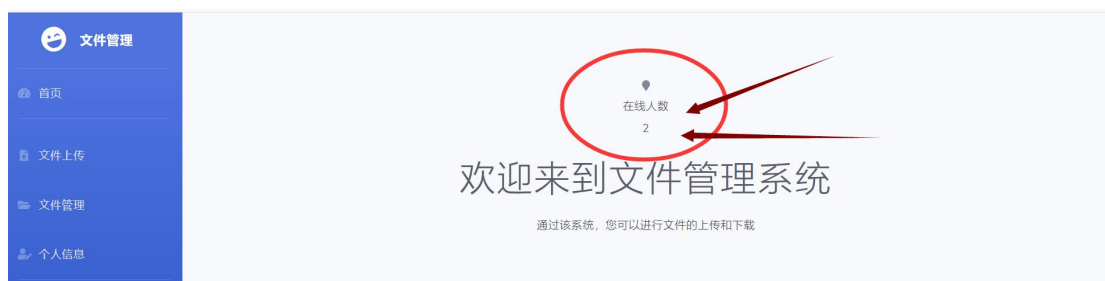 文件管理
首页
文件上传
文件管理
个人信息
在线人数
2
欢迎来到文件管理系统
通过该系统，您可以进行文件的上传和下载